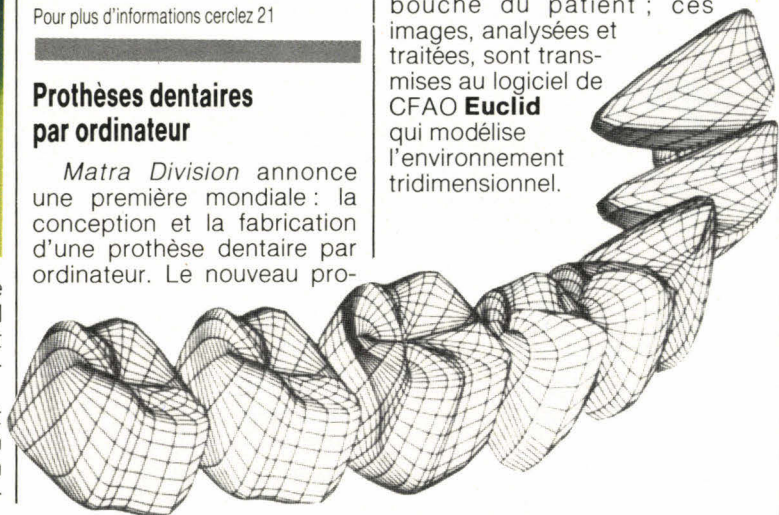 Pour plus d'informations cerclez 21
Prothèses dentaires
par ordinateur
Matra Division annonce
une première mondiale : la
conception et la fabrication
d'une prothèse dentaire par
ordinateur. Le nouveau pro-
bouche du patient ; ces
images, analysées et
traitées, sont trans-
mises au logiciel de
CFAO Euclid
qui modélise
l'environnement
tridimensionnel.